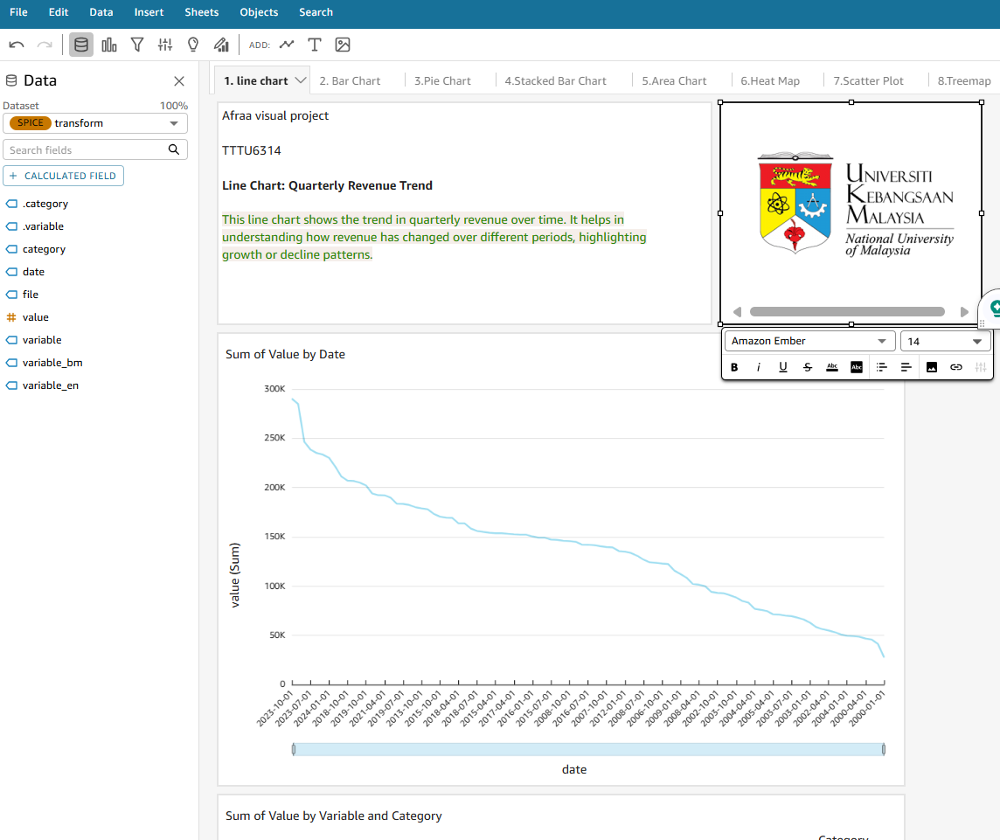 File Edit Data Insert Sheets Objects Search
ADD:
Data
Dataset 100%
SPICE transform
Search fields
+ CALCULATED FIELD
.category
.variable
category
date
file
value
variable
variable_bm
variable_en
1. line chart 2. Bar Chart 3.Pie Chart 4.Stacked Bar Chart 5.Area Chart 6.Heat Map 7.Scatter Plot 8.Treemap
Afraa visual project
TTTU6314
Line Chart: Quarterly Revenue Trend
This line chart shows the trend in quarterly revenue over time. It helps in
understanding how revenue has changed over different periods, highlighting
growth or decline patterns.
UNIVERSITI
KEBANGSAAN
MALAYSIA
National University
of Malaysia
Amazon Ember 14
B i U S Abc Abc
Sum of Value by Date
300K
250K
200K
150K
100K
50K
0
value (Sum)
2023-10-01
2023-07-01
2024-01-01
2018-10-01
2019-10-01
2021-04-01
2019-07-01
2013-10-01
2015-10-01
2018-04-01
2018-07-01
2015-04-01
2017-04-01
2016-01-01
2015-07-01
2008-10-01
2016-07-01
2007-10-01
2012-01-01
2008-07-01
2006-10-01
2009-01-01
2008-04-01
2002-10-01
2003-10-01
2004-04-01
2005-04-01
2003-07-01
2003-01-01
2002-04-01
2004-01-01
2000-04-01
2000-01-01
date
Sum of Value by Variable and Category
Category